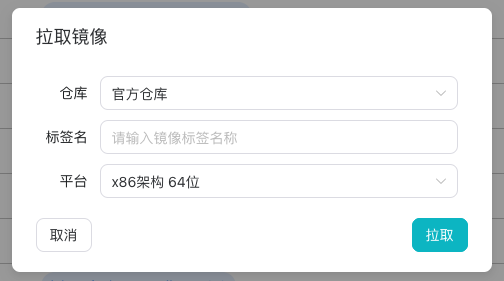 拉取镜像
仓库 官方仓库
标签名 请输入镜像标签名称
平台 x86架构 64位
取消 拉取